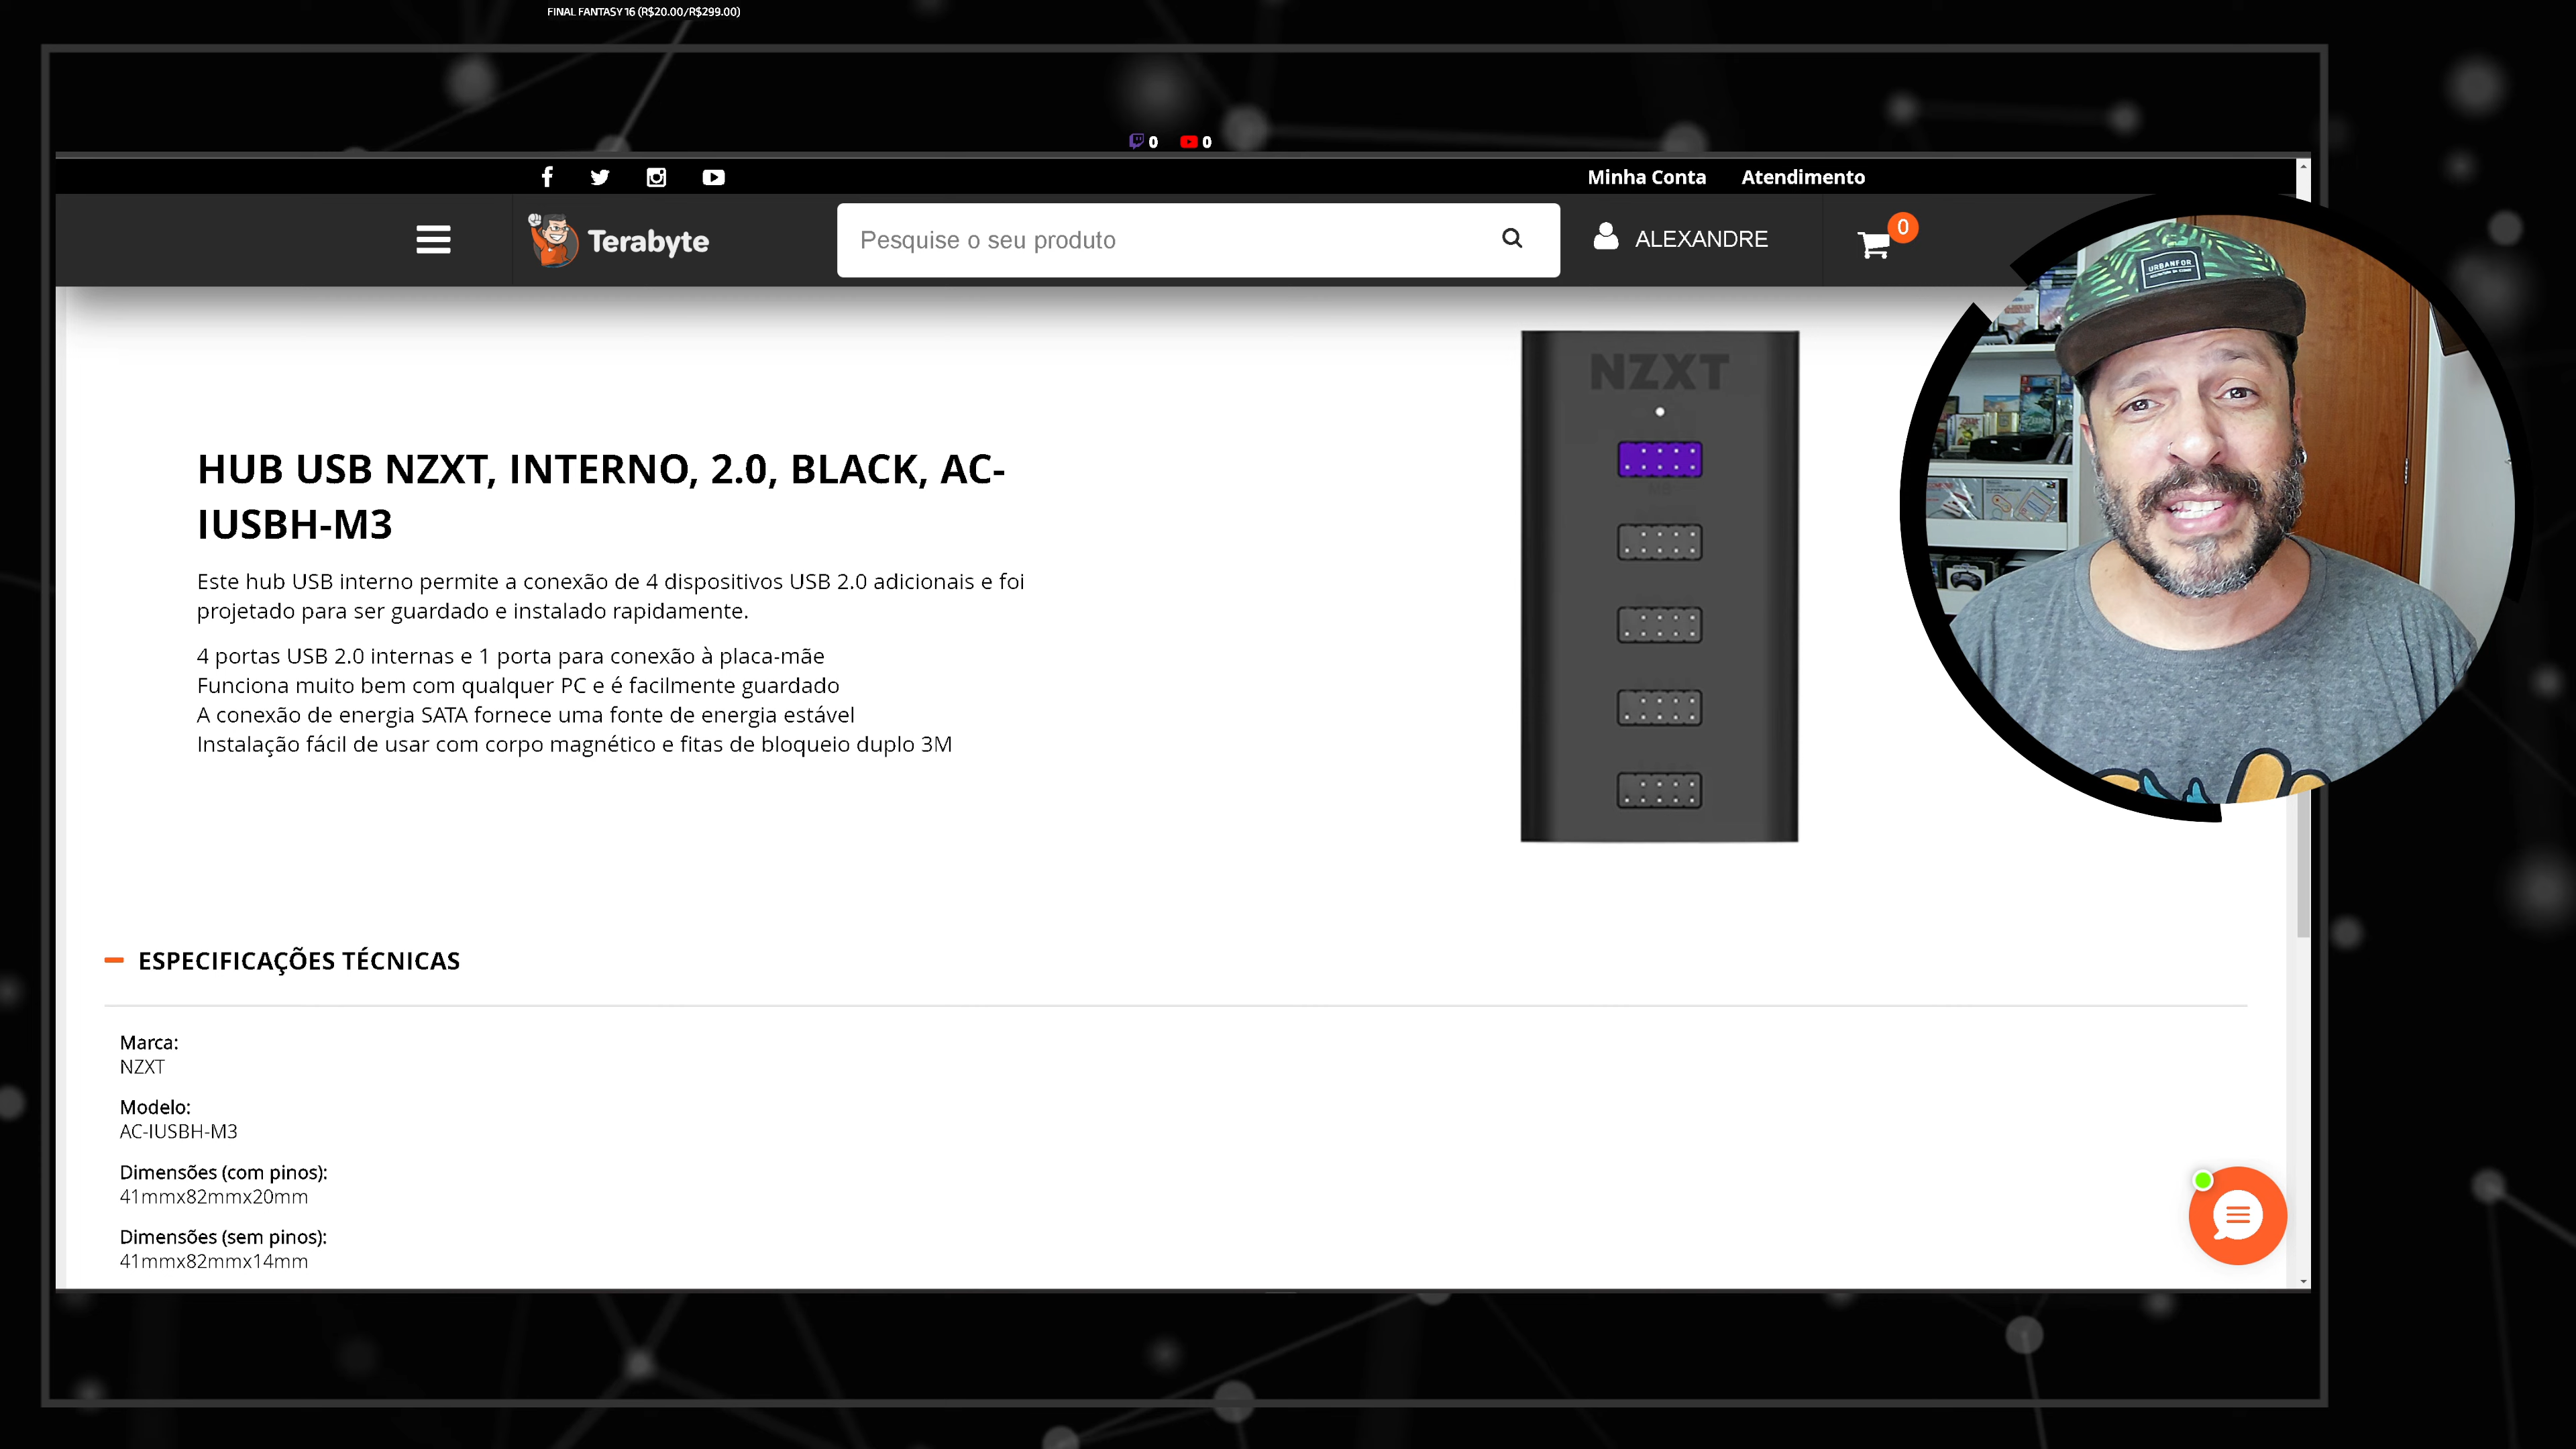 FINAL FANTASY 16 (R$20.00/R$299.00)
0 0
Minha Conta Atendimento
Terabyte
Pesquise o seu produto
ALEXANDRE
0
URBANFOR
NZXT
HUB USB NZXT, INTERNO, 2.0, BLACK, AC-
IUSBH-M3
Este hub USB interno permite a conexão de 4 dispositivos USB 2.0 adicionais e foi
projetado para ser guardado e instalado rapidamente.
4 portas USB 2.0 internas e 1 porta para conexão à placa-mãe
Funciona muito bem com qualquer PC e é facilmente guardado
A conexão de energia SATA fornece uma fonte de energia estável
Instalação fácil de usar com corpo magnético e fitas de bloqueio duplo 3M
ESPECIFICAÇÕES TÉCNICAS
Marca:
NZXT
Modelo:
AC-IUSBH-M3
Dimensões (com pinos):
41mmx82mmx20mm
Dimensões (sem pinos):
41mmx82mmx14mm